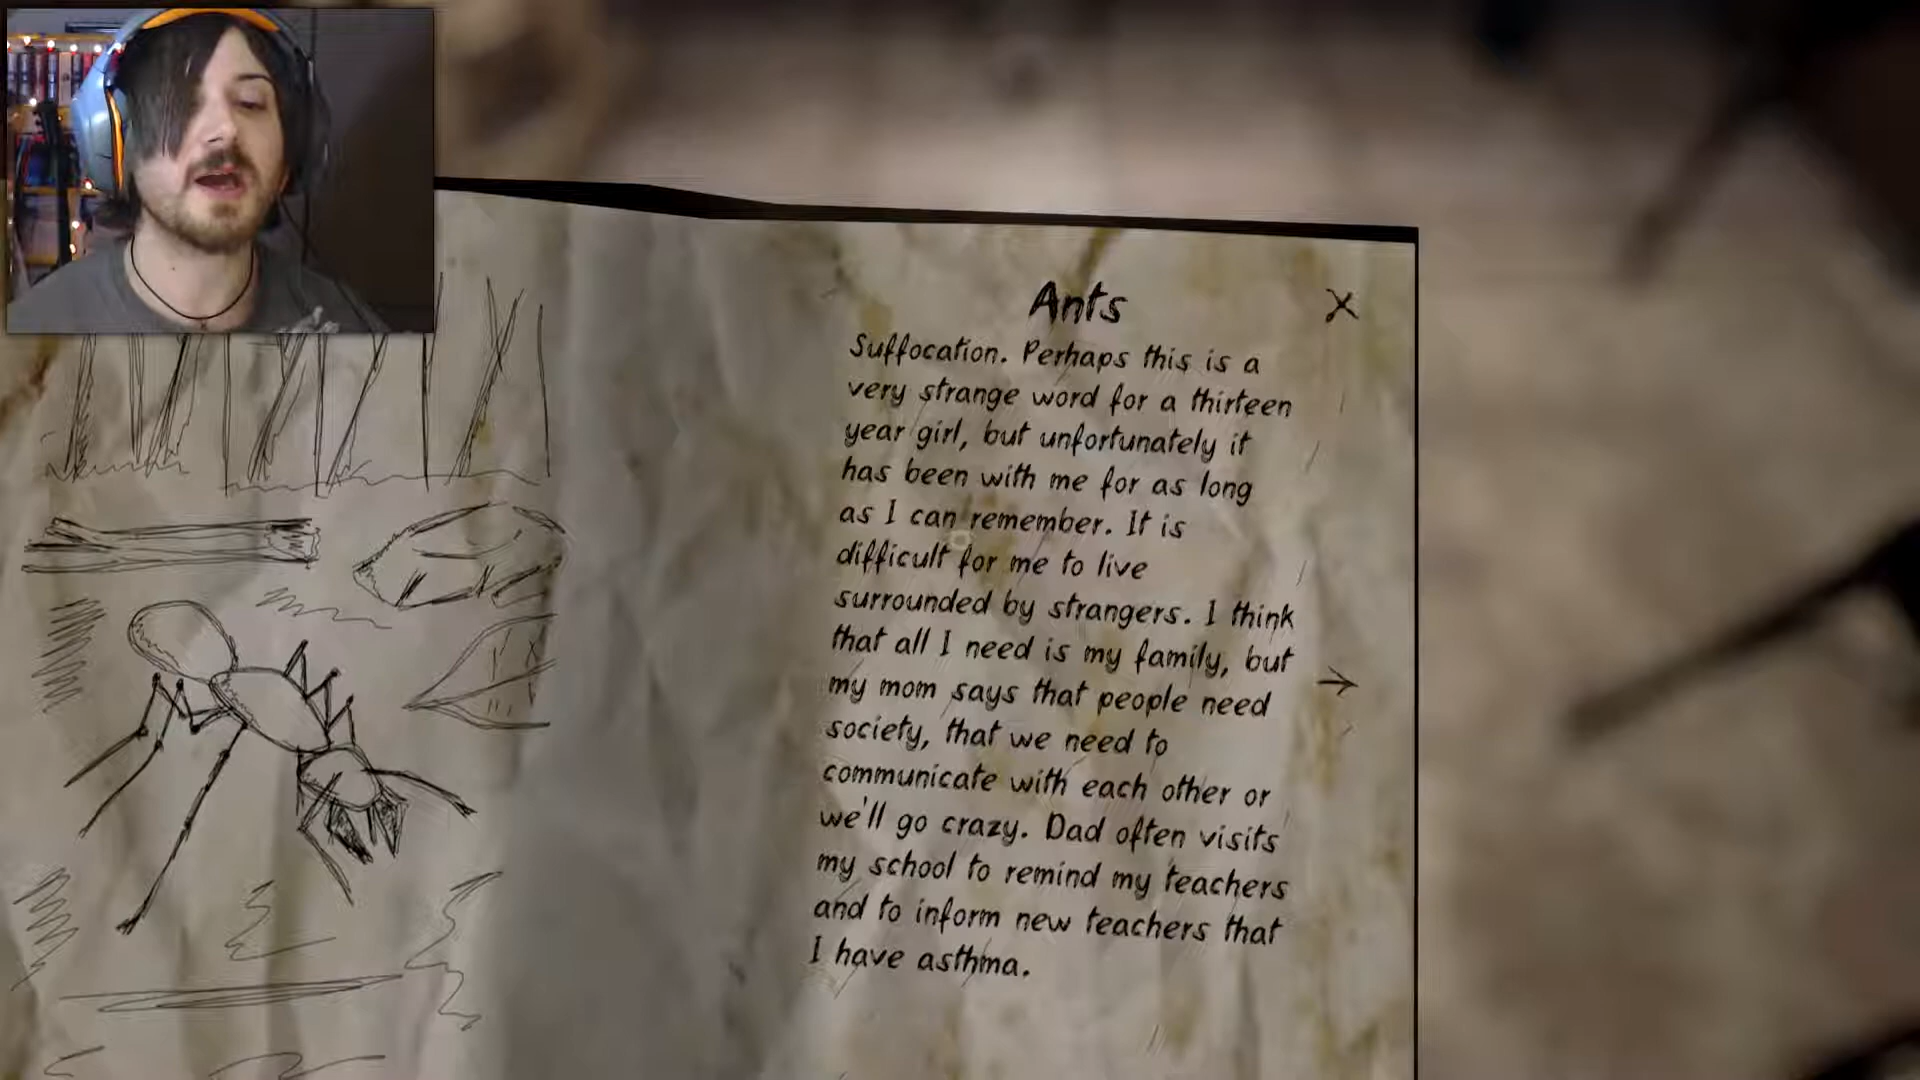 Ants
Suffocation. Perhaps this is a
very strange word for a thirteen
year girl, but unfortunately it
has been with me for as long
as I can remember. It is
difficult for me to live
surrounded by strangers. I think
that all I need is my family, but
my mom says that people need
society, that we need to
communicate with each other or
we'll go crazy. Dad often visits
my school to remind my teachers
and to inform new teachers that
I have asthma.